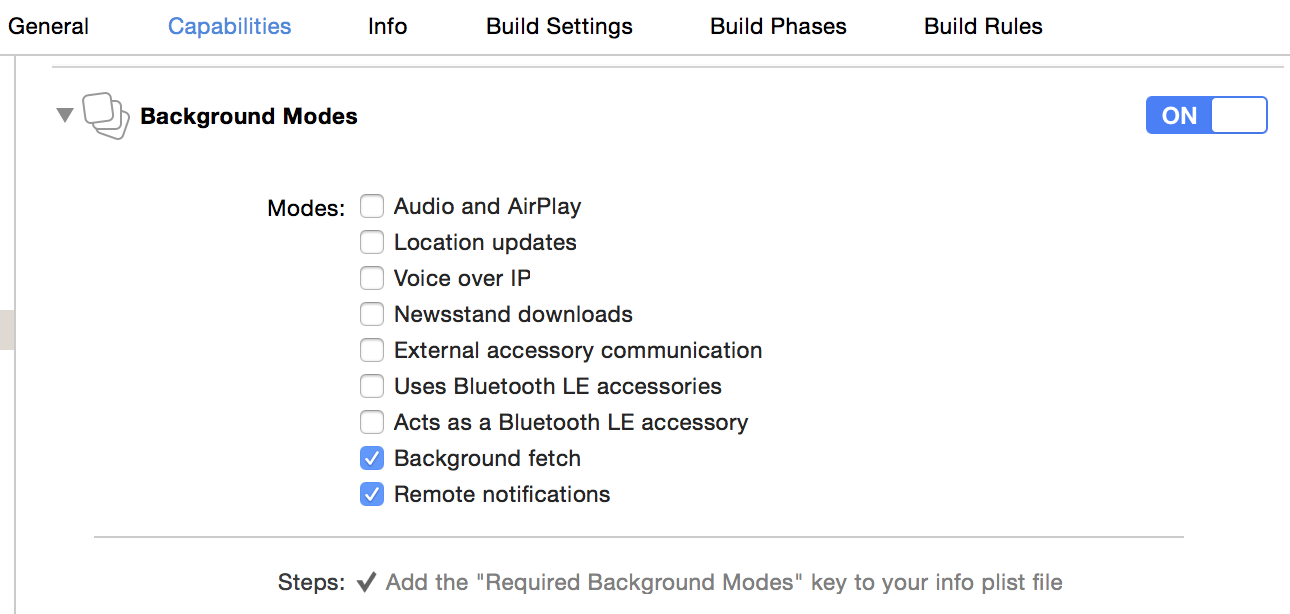 General Capabilities Info Build Settings Build Phases Build Rules
Background Modes ON
Modes: Audio and AirPlay
Location updates
Voice over IP
Newsstand downloads
External accessory communication
Uses Bluetooth LE accessories
Acts as a Bluetooth LE accessory
Background fetch
Remote notifications
Steps: ✓ Add the "Required Background Modes" key to your info plist file